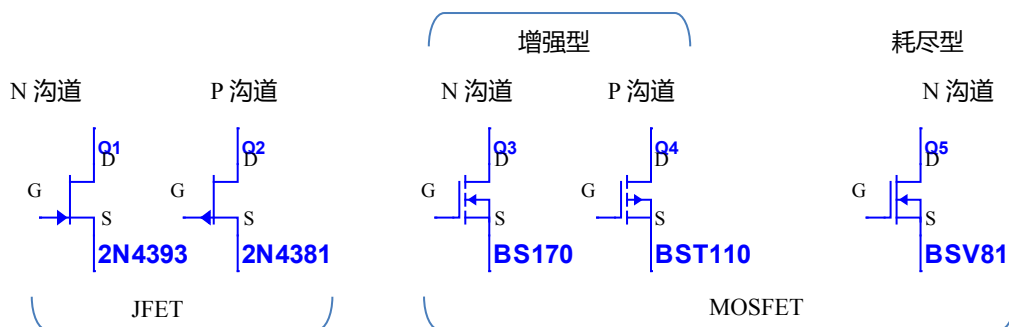 增强型 耗尽型
N 沟道 P 沟道 N 沟道 P 沟道 N 沟道
Q1 Q2 Q3 Q4 Q5
D D D D D
G G G G G
S S S S S
2N4393 2N4381 BS170 BST110 BSV81
JFET MOSFET